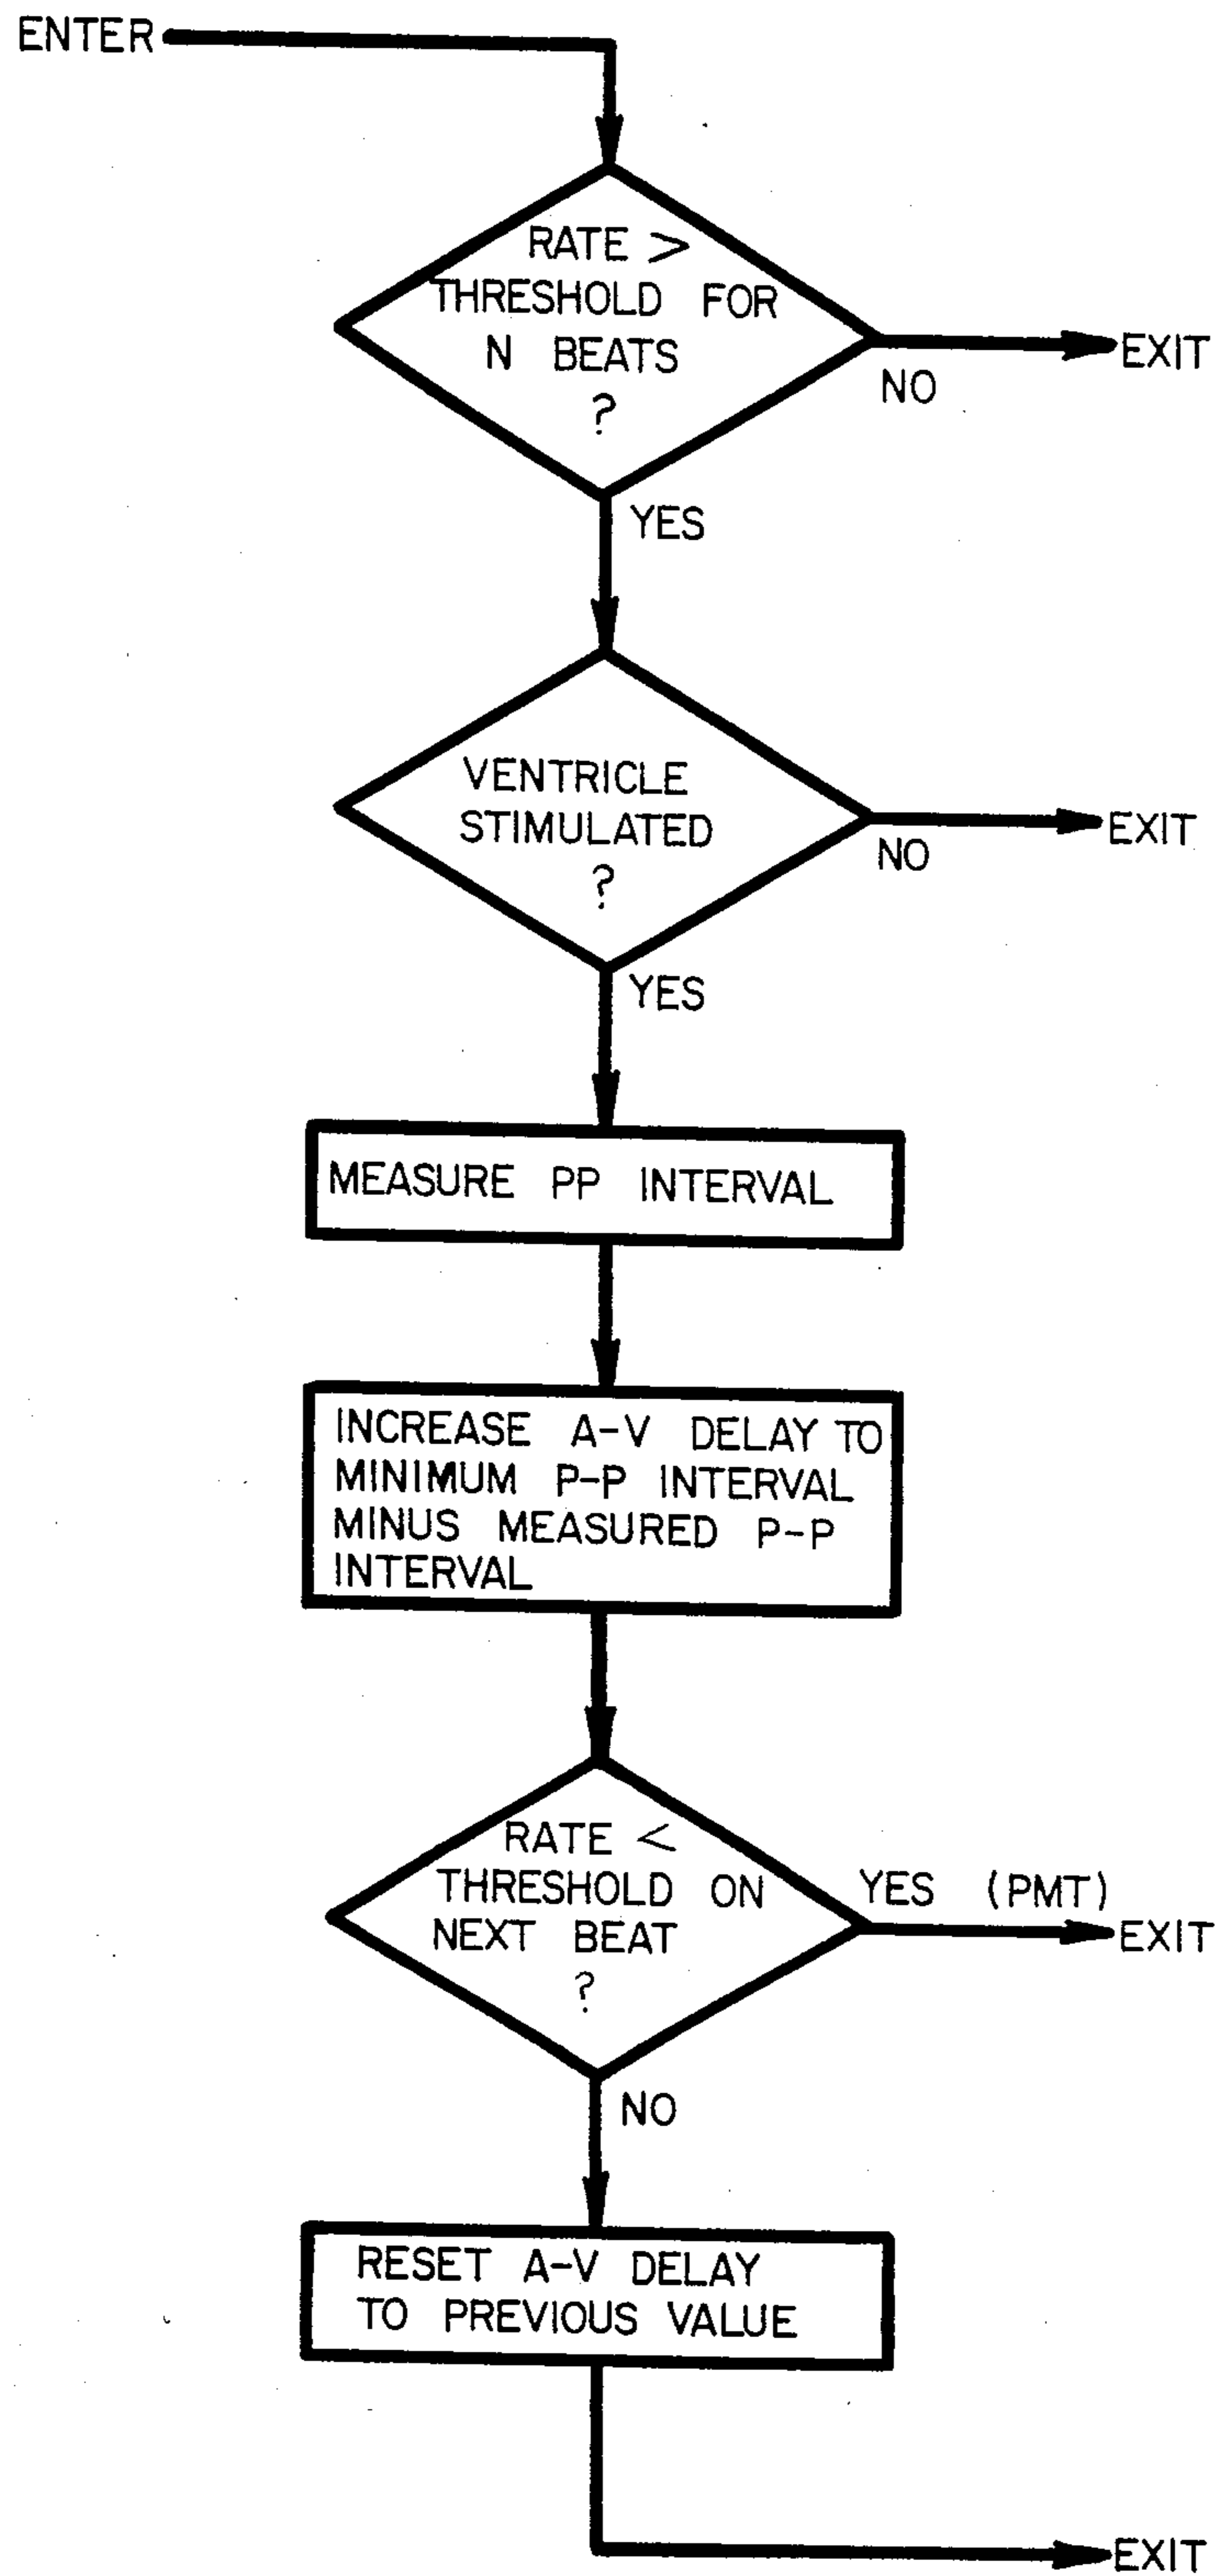 ENTER
RATE >
THRESHOLD FOR
N BEATS
?
EXIT
NO
YES
VENTRICLE
STIMULATED
?
EXIT
NO
YES
MEASURE PP INTERVAL
INCREASE A-V DELAY TO
MINIMUM P-P INTERVAL
MINUS MEASURED P-P
INTERVAL
RATE <
THRESHOLD ON
NEXT BEAT
?
YES (PMT)
EXIT
NO
RESET A-V DELAY
TO PREVIOUS VALUE
EXIT